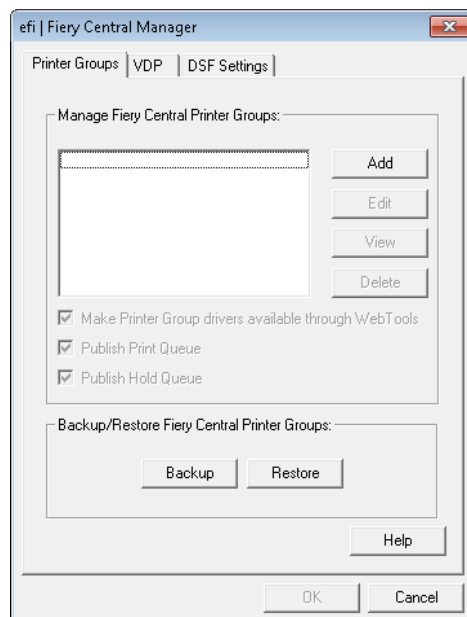 efi | Fiery Central Manager
Printer Groups VDP DSF Settings
Manage Fiery Central Printer Groups:
Add
Edit
View
Delete
Make Printer Group drivers available through WebTools
Publish Print Queue
Publish Hold Queue
Backup/Restore Fiery Central Printer Groups:
Backup Restore
Help
OK Cancel